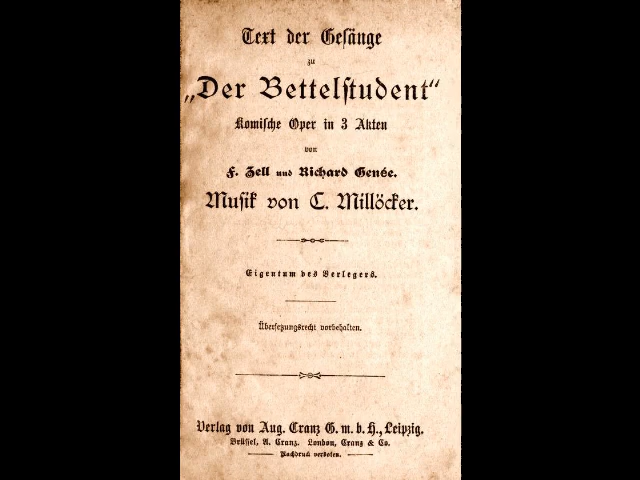 Text der Gesänge
zu
„Der Bettelstudent“
Komische Oper in 3 Akten
von
F. Zell und Richard Genée.
Musik von C. Millöcker.
Eigentum des Verlegers.
Übersetzungsrecht vorbehalten.
Verlag von Aug. Cranz G. m. b. H., Leipzig.
Brüssel, A. Cranz. London, Cranz & Co.
Nachdruck verboten.